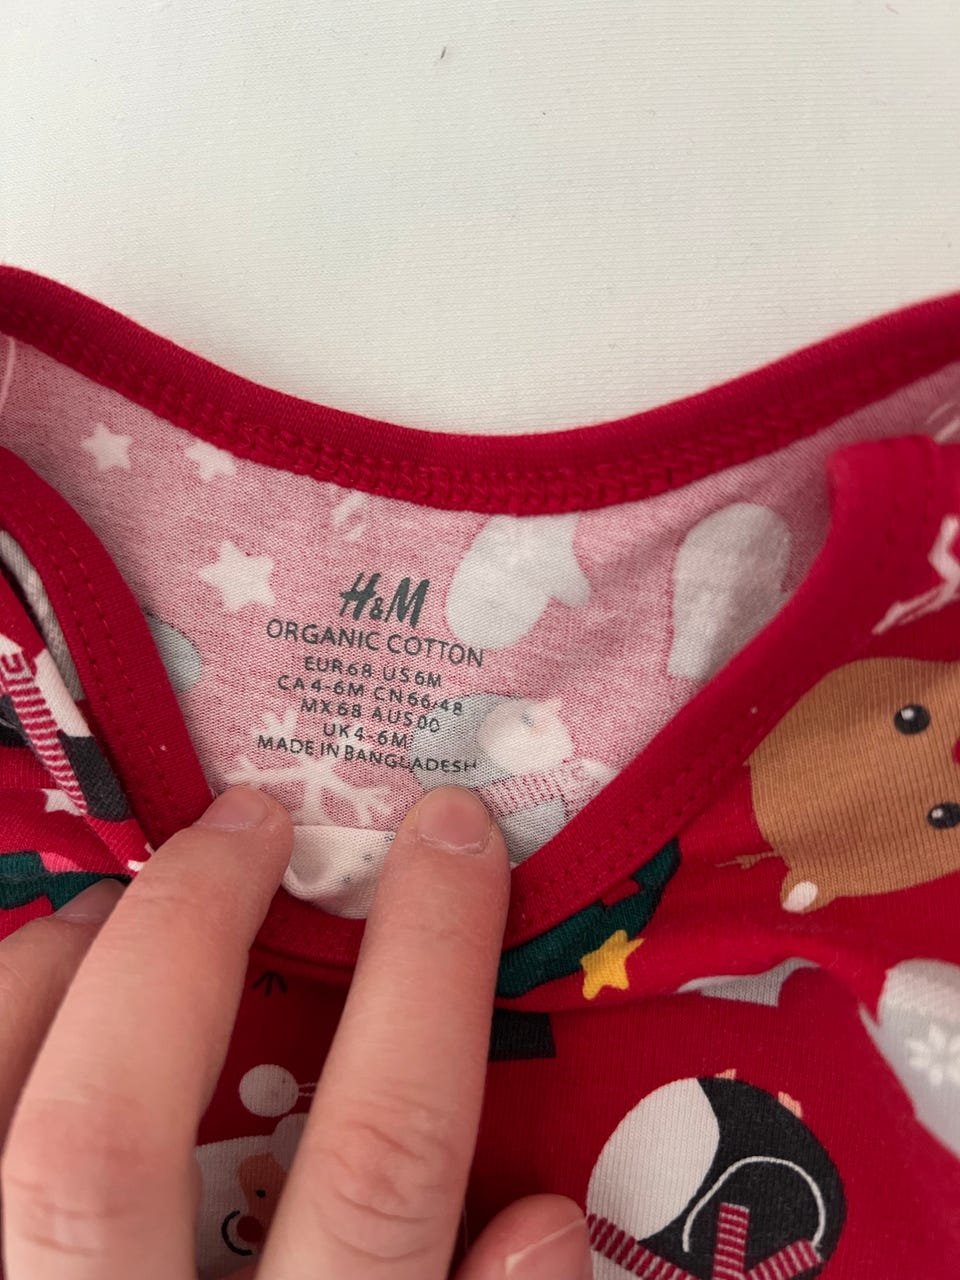 H&M
ORGANIC COTTON
EUR 68 US 6M
CA 4-6M CN 66/48
MX 68 AUS 00
UK 4-6M
MADE IN BANGLADESH